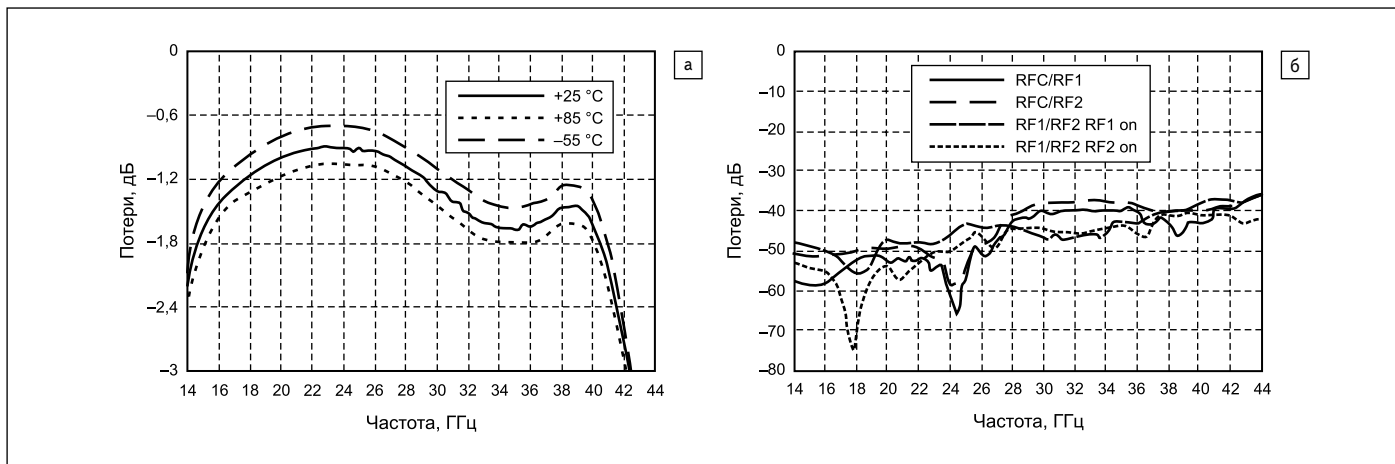 0
–0,6
–1,2
–1,8
–2,4
–3
Потери, дБ
14 16 18 20 22 24 26 28 30 32 34 36 38 40 42 44
Частота, ГГц
+25 °C
+85 °C
–55 °C
а
0
–10
–20
–30
–40
–50
–60
–70
–80
Потери, дБ
14 16 18 20 22 24 26 28 30 32 34 36 38 40 42 44
Частота, ГГц
RFC/RF1
RFC/RF2
RF1/RF2 RF1 on
RF1/RF2 RF2 on
б